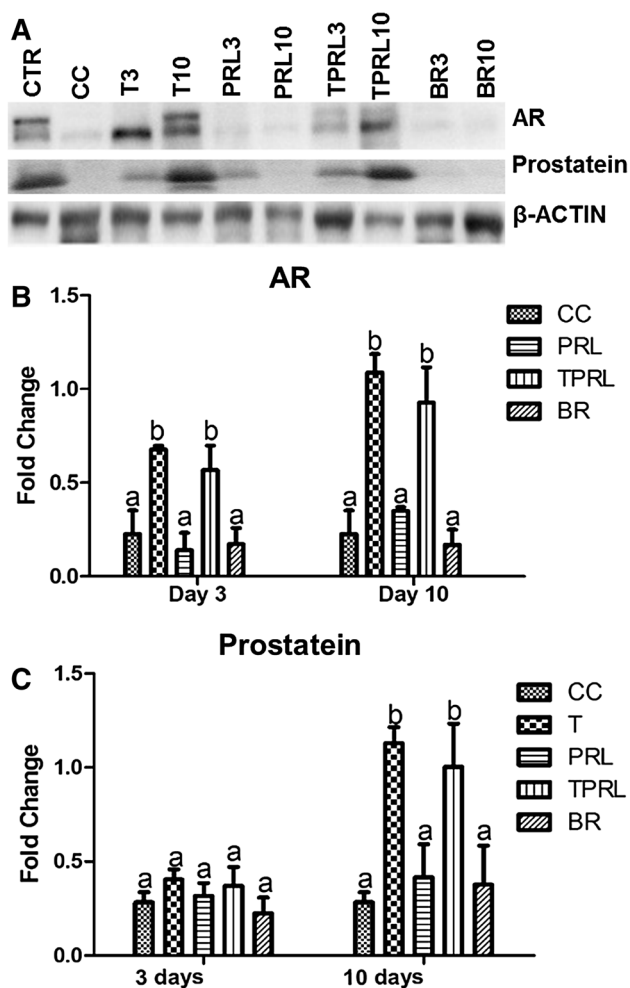 A
CTR CC T3 T10 PRL3 PRL10 TPRL3 TPRL10 BR3 BR10
AR
Prostatein
β-ACTIN
B
AR
1.5
1.0
0.5
0.0
Fold Change
a b a b a
a b a b a
Day 3 Day 10
CC
PRL
TPRL
BR
C
Prostatein
1.5
1.0
0.5
0.0
Fold Change
a a a a a
a b a b a
3 days 10 days
CC
T
PRL
TPRL
BR